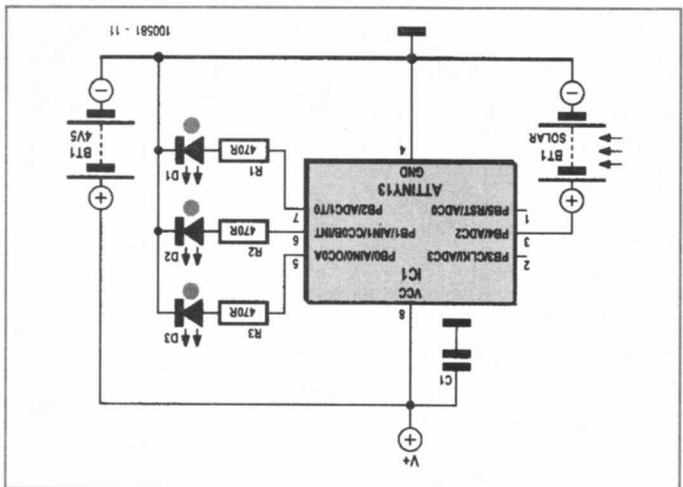 V+
C1
8
VCC
IC1
2 PB3/CLKI/ADC3
PB0/AIN0/OC0A 5
R3
470R
D3
3 PB4/ADC2
PB1/AIN1/CC0B/INT 6
R2
470R
D2
1 PB5/RST/ADC0
PB2/ADC1/T0 7
R1
470R
D1
ATTINY13
GND
4
BT1
SOLAR
BT1
4V5
100581 - 11